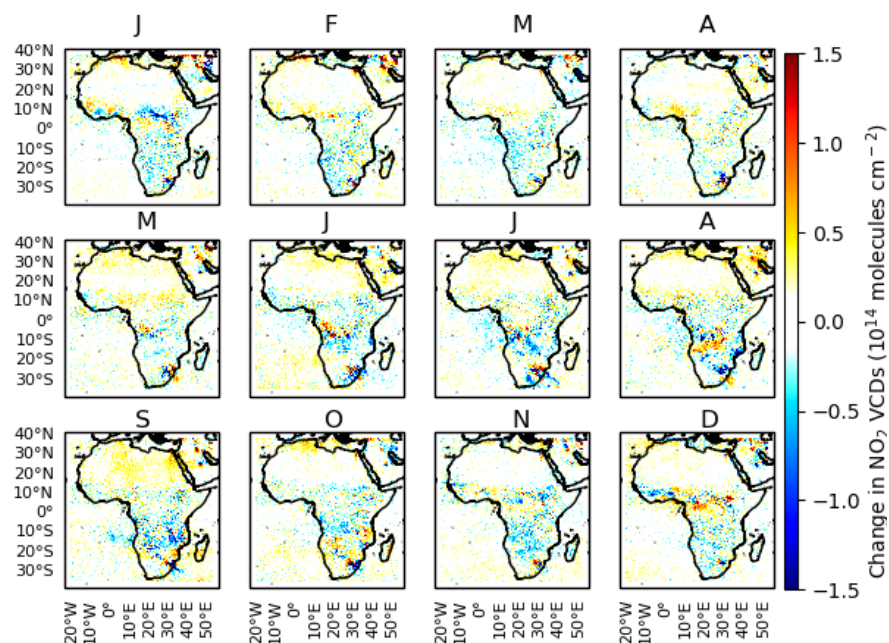 J F M A
40°N
30°N
20°N
10°N
0°
10°S
20°S
30°S
M J J A
40°N
30°N
20°N
10°N
0°
10°S
20°S
30°S
S O N D
40°N
30°N
20°N
10°N
0°
10°S
20°S
30°S
20°W 10°W 0° 10°E 20°E 30°E 40°E 50°E 20°W 10°W 0° 10°E 20°E 30°E 40°E 50°E 20°W 10°W 0° 10°E 20°E 30°E 40°E 50°E 20°W 10°W 0° 10°E 20°E 30°E 40°E 50°E
1.5
1.0
0.5
0.0
−0.5
−1.0
−1.5
Change in NO₂ VCDs (10¹⁴ molecules cm⁻²)